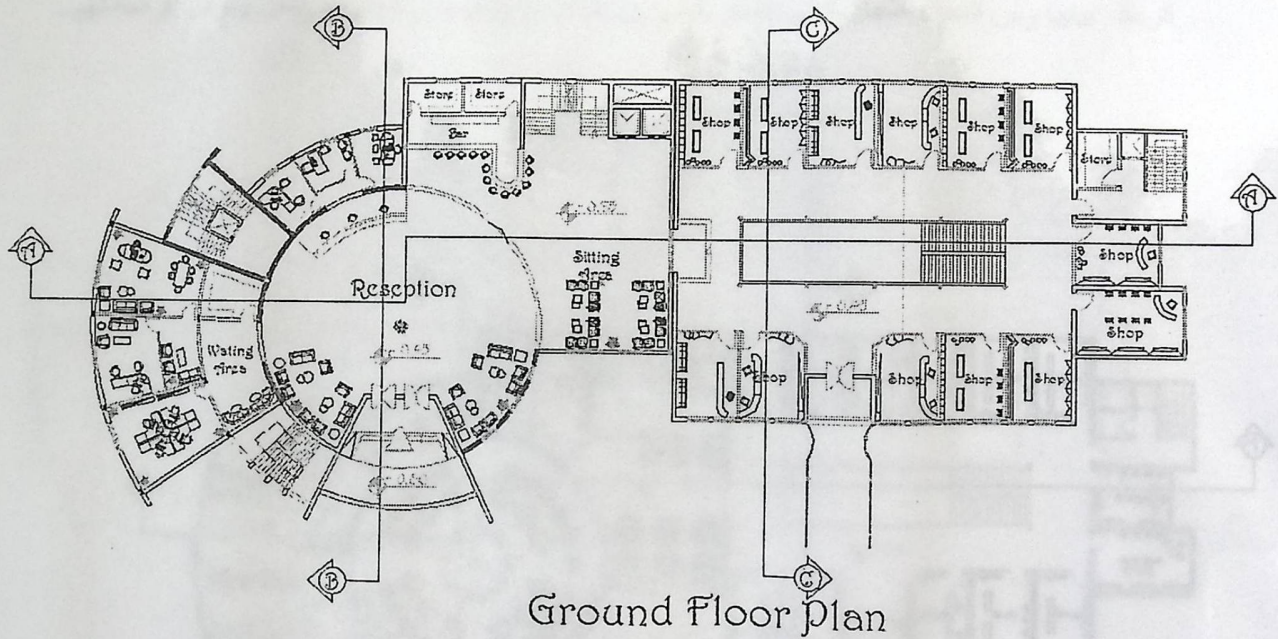 B
C
Store Store
Bar
Shop Shop Shop Shop Shop Shop
Store
A
A
Sitting
Area
Shop
Reseption
Shop
Wating
Area
Shop Shop Shop Shop
B
C
Ground Floor Plan